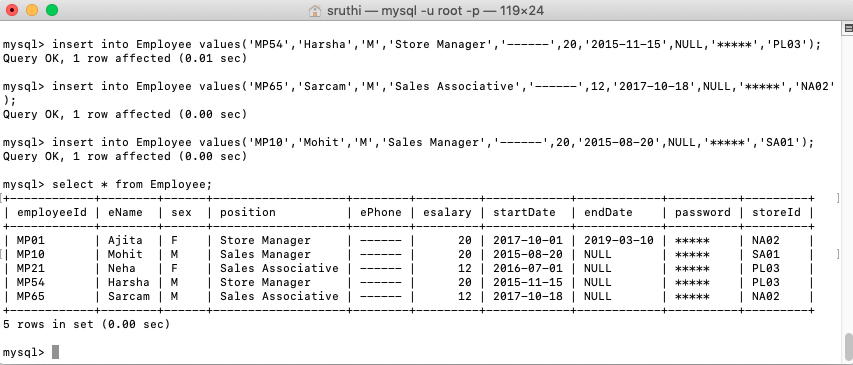 sruthi — mysql -u root -p — 119×24
mysql> insert into Employee values('MP54','Harsha','M','Store Manager','------',20,'2015-11-15',NULL,'*****','PL03');
Query OK, 1 row affected (0.01 sec)
mysql> insert into Employee values('MP65','Sarcam','M','Sales Associative','------',12,'2017-10-18',NULL,'*****','NA02'
);
Query OK, 1 row affected (0.00 sec)
mysql> insert into Employee values('MP10','Mohit','M','Sales Manager','------',20,'2015-08-20',NULL,'*****','SA01');
Query OK, 1 row affected (0.00 sec)
mysql> select * from Employee;
+------------+--------+------+-------------------+--------+---------+------------+------------+----------+---------+
| employeeId | eName  | sex  | position          | ePhone | esalary | startDate  | endDate    | password | storeId |
+------------+--------+------+-------------------+--------+---------+------------+------------+----------+---------+
| MP01       | Ajita  | F    | Store Manager     | ------ |      20 | 2017-10-01 | 2019-03-10 | *****    | NA02    |
| MP10       | Mohit  | M    | Sales Manager     | ------ |      20 | 2015-08-20 | NULL       | *****    | SA01    |
| MP21       | Neha   | F    | Sales Associative | ------ |      12 | 2016-07-01 | NULL       | *****    | PL03    |
| MP54       | Harsha | M    | Store Manager     | ------ |      20 | 2015-11-15 | NULL       | *****    | PL03    |
| MP65       | Sarcam | M    | Sales Associative | ------ |      12 | 2017-10-18 | NULL       | *****    | NA02    |
+------------+--------+------+-------------------+--------+---------+------------+------------+----------+---------+
5 rows in set (0.00 sec)
mysql>